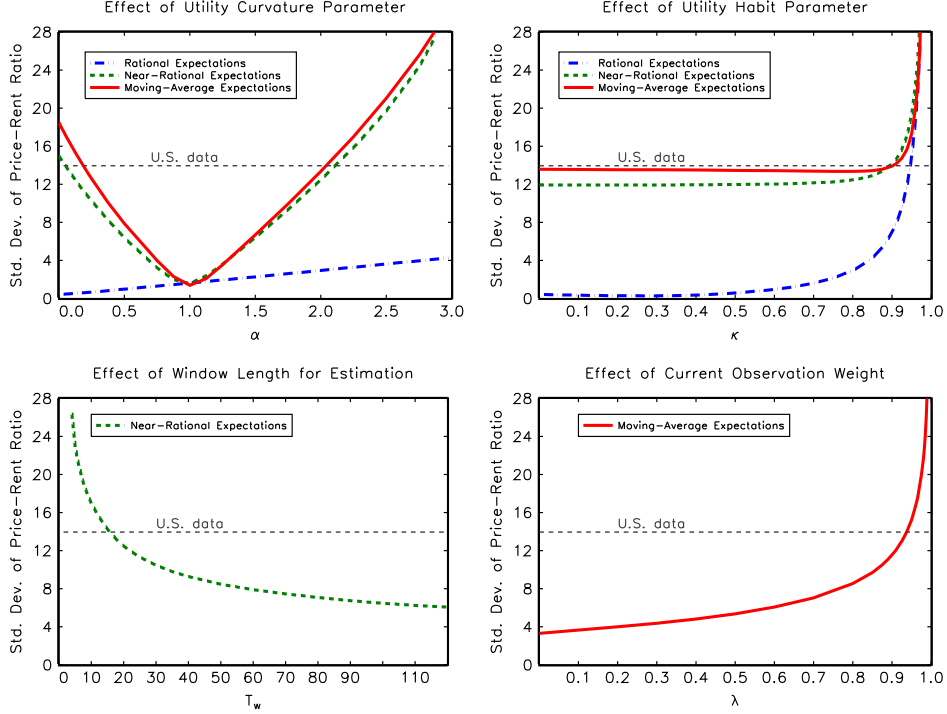 Effect of Utility Curvature Parameter
Std. Dev. of Price-Rent Ratio
28
24
20
16
12
8
4
0
Rational Expectations
Near-Rational Expectations
Moving-Average Expectations
U.S. data
0.0 0.5 1.0 1.5 2.0 2.5 3.0
α
Effect of Utility Habit Parameter
Std. Dev. of Price-Rent Ratio
28
24
20
16
12
8
4
0
Rational Expectations
Near-Rational Expectations
Moving-Average Expectations
U.S. data
0.1 0.2 0.3 0.4 0.5 0.6 0.7 0.8 0.9 1.0
κ
Effect of Window Length for Estimation
Std. Dev. of Price-Rent Ratio
28
24
20
16
12
8
4
0
Near-Rational Expectations
U.S. data
0 10 20 30 40 50 60 70 80 90 110
Tw
Effect of Current Observation Weight
Std. Dev. of Price-Rent Ratio
28
24
20
16
12
8
4
0
Moving-Average Expectations
U.S. data
0.1 0.2 0.3 0.4 0.5 0.6 0.7 0.8 0.9 1.0
λ